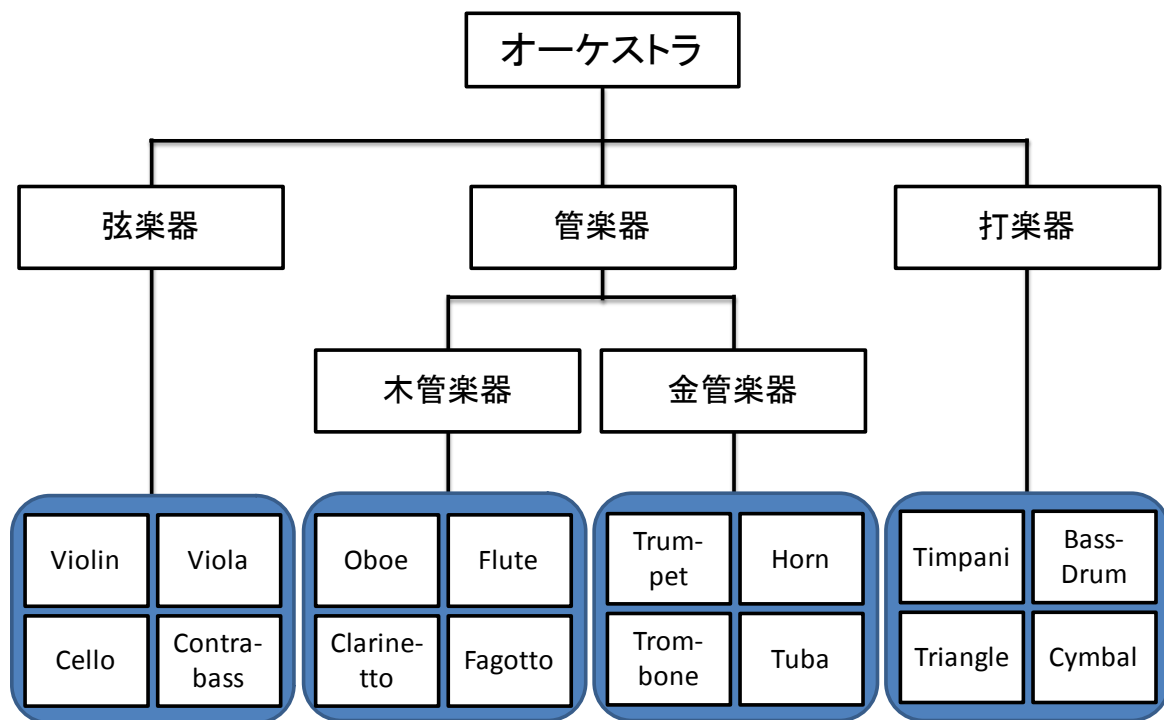 オーケストラ
弦楽器
管楽器
打楽器
木管楽器
金管楽器
Violin
Viola
Cello
Contra-
bass
Oboe
Flute
Clarine-
tto
Fagotto
Trum-
pet
Horn
Trom-
bone
Tuba
Timpani
Bass-
Drum
Triangle
Cymbal